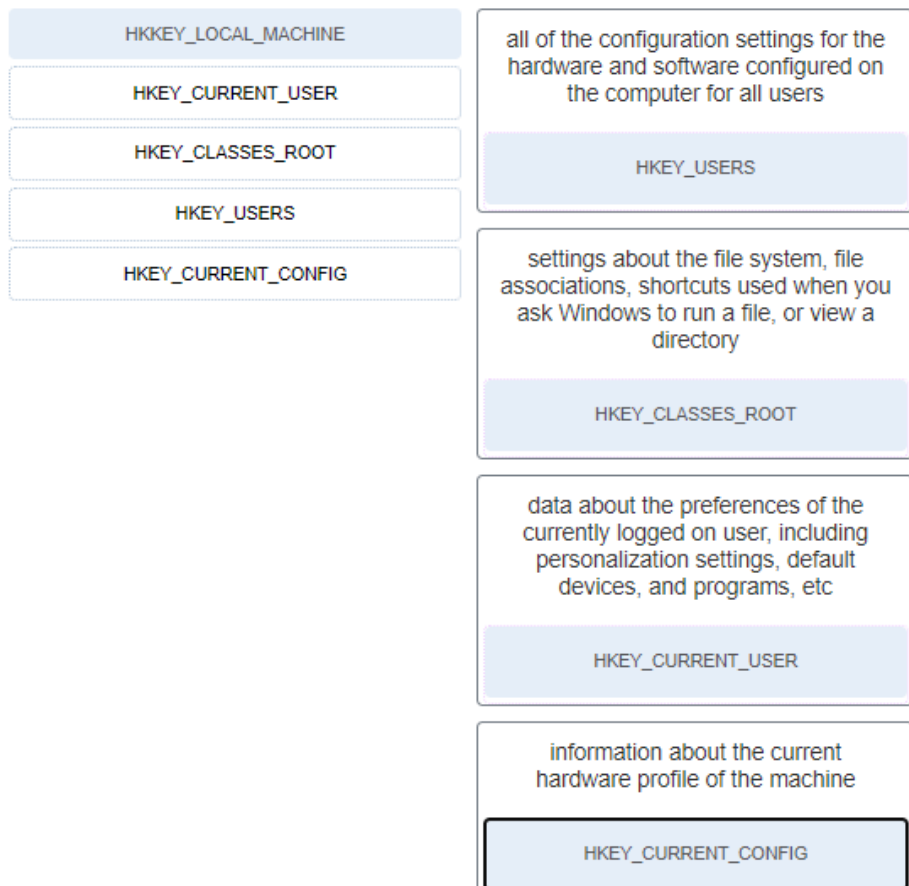 HKKEY_LOCAL_MACHINE
HKEY_CURRENT_USER
HKEY_CLASSES_ROOT
HKEY_USERS
HKEY_CURRENT_CONFIG
all of the configuration settings for the
hardware and software configured on
the computer for all users
HKEY_USERS
settings about the file system, file
associations, shortcuts used when you
ask Windows to run a file, or view a
directory
HKEY_CLASSES_ROOT
data about the preferences of the
currently logged on user, including
personalization settings, default
devices, and programs, etc
HKEY_CURRENT_USER
information about the current
hardware profile of the machine
HKEY_CURRENT_CONFIG